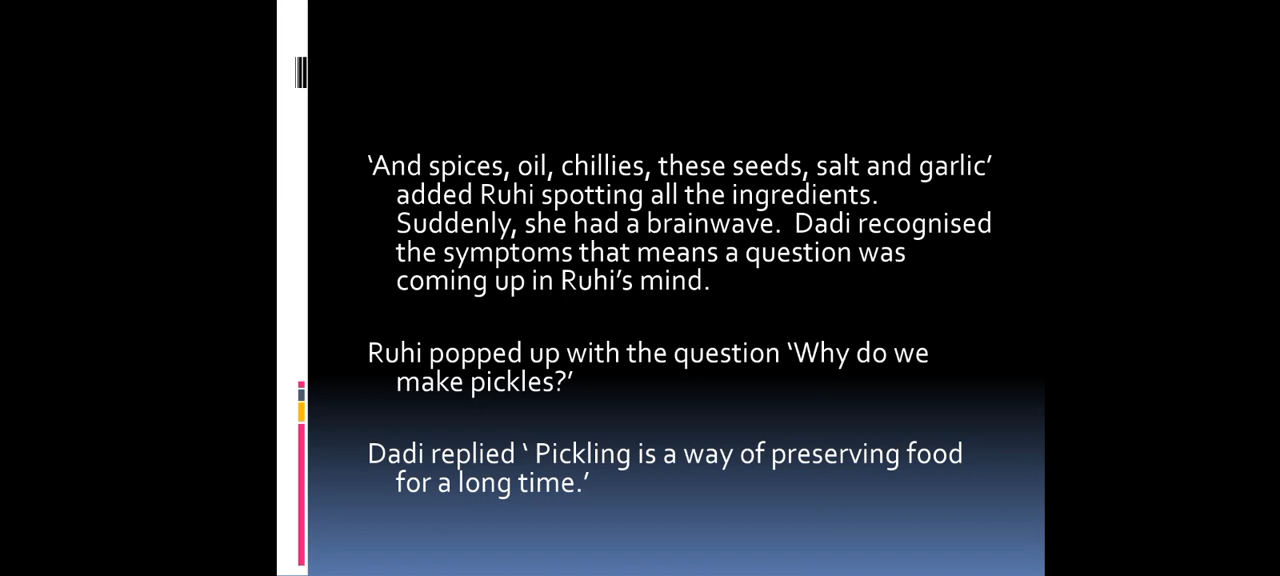 ‘And spices, oil, chillies, these seeds, salt and garlic’
added Ruhi spotting all the ingredients.
Suddenly, she had a brainwave.  Dadi recognised
the symptoms that means a question was
coming up in Ruhi’s mind.
Ruhi popped up with the question ‘Why do we
make pickles?’
Dadi replied ‘ Pickling is a way of preserving food
for a long time.’